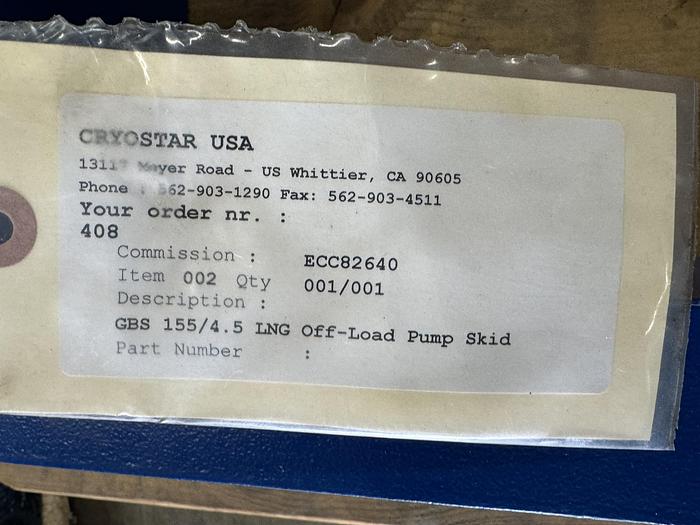 CRYOSTAR USA
Road - US Whittier, CA 90605
Phone : 562-903-1290 Fax: 562-903-4511
Your order nr. :
408
Commission : ECC82640
Item 002 Qty 001/001
Description :
GBS 155/4.5 LNG Off-Load Pump Skid
Part Number :